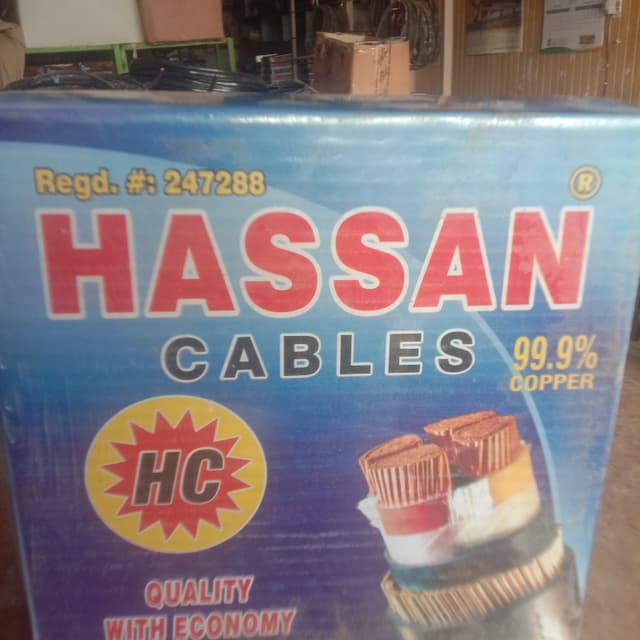 Regd. #: 247288
®
HASSAN
CABLES
99.9%
COPPER
HC
QUALITY
WITH ECONOMY